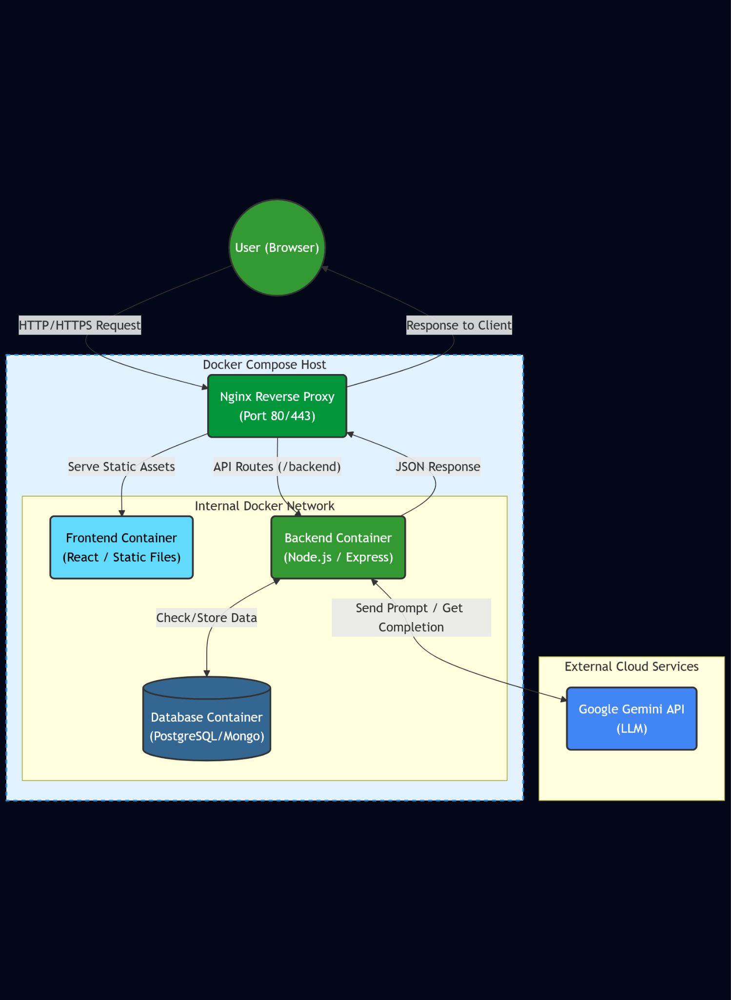 User (Browser)
HTTP/HTTPS Request
Response to Client
Docker Compose Host
Nginx Reverse Proxy
(Port 80/443)
Serve Static Assets
API Routes (/backend)
JSON Response
Internal Docker Network
Frontend Container
(React / Static Files)
Backend Container
(Node.js / Express)
Check/Store Data
Send Prompt / Get
Completion
External Cloud Services
Google Gemini API
(LLM)
Database Container
(PostgreSQL/Mongo)